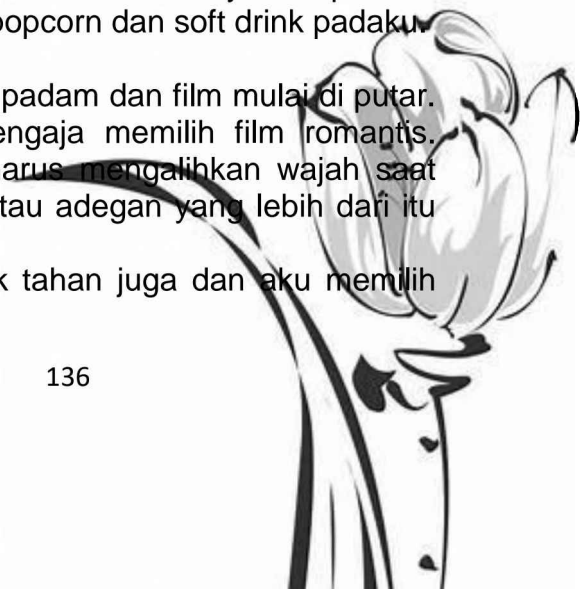 popcorn dan soft drink padaku.
padam dan film mulai di putar.
engaja memilih film romantis.
arus mengalihkan wajah saat
tau adegan yang lebih dari itu
k tahan juga dan aku memilih
136